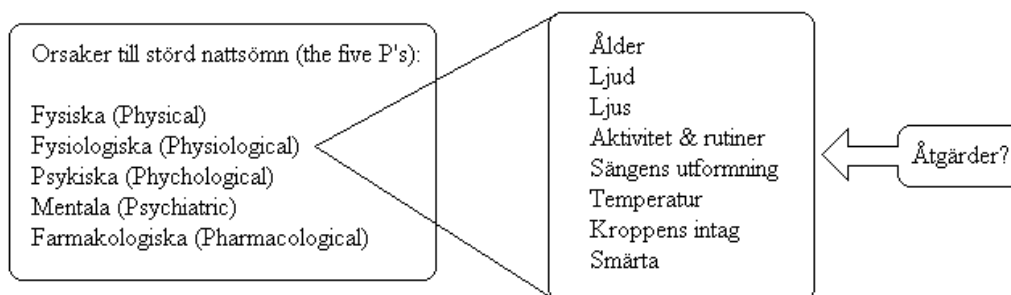 Orsaker till störd nattsömn (the five P's):
Fysiska (Physical)
Fysiologiska (Physiological)
Psykiska (Phychological)
Mentala (Psychiatric)
Farmakologiska (Pharmacological)
Ålder
Ljud
Ljus
Aktivitet & rutiner
Sängens utformning
Temperatur
Kroppens intag
Smärta
Åtgärder?